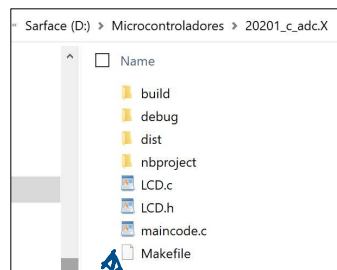 Sarface (D:) > Microcontroladores > 20201_c_adc.X
Name
build
debug
dist
nbproject
LCD.c
LCD.h
maincode.c
Makefile